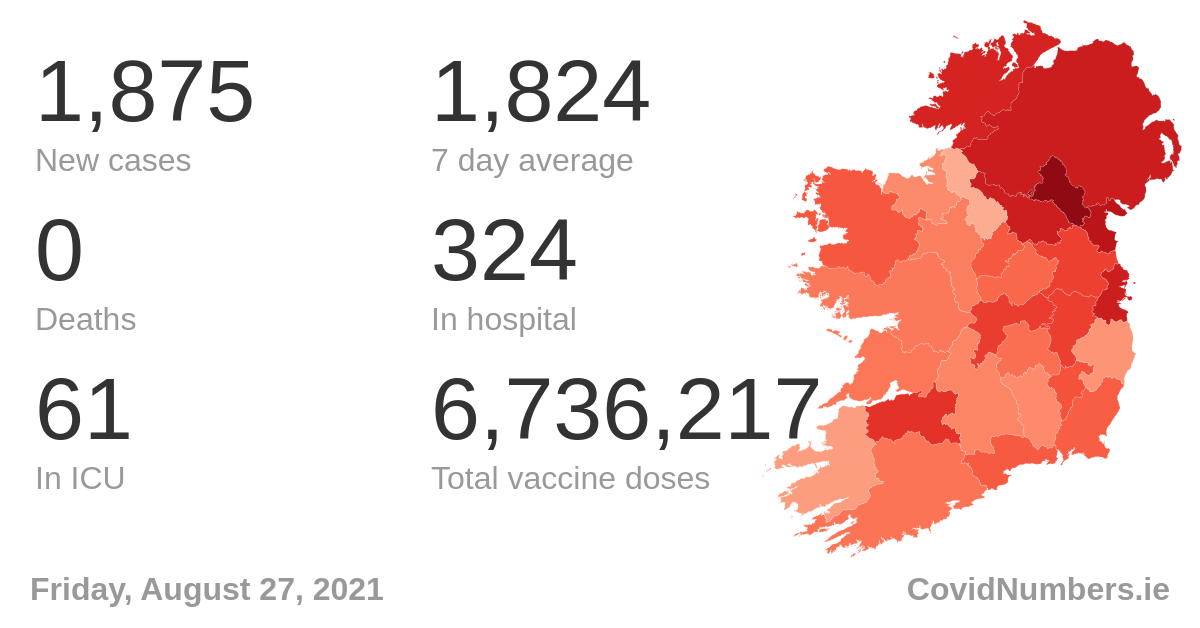 1,875
1,824
New cases
7 day average
0
324
Deaths
In hospital
61
6,736,217
In ICU
Total vaccine doses
Friday, August 27, 2021
CovidNumbers.ie